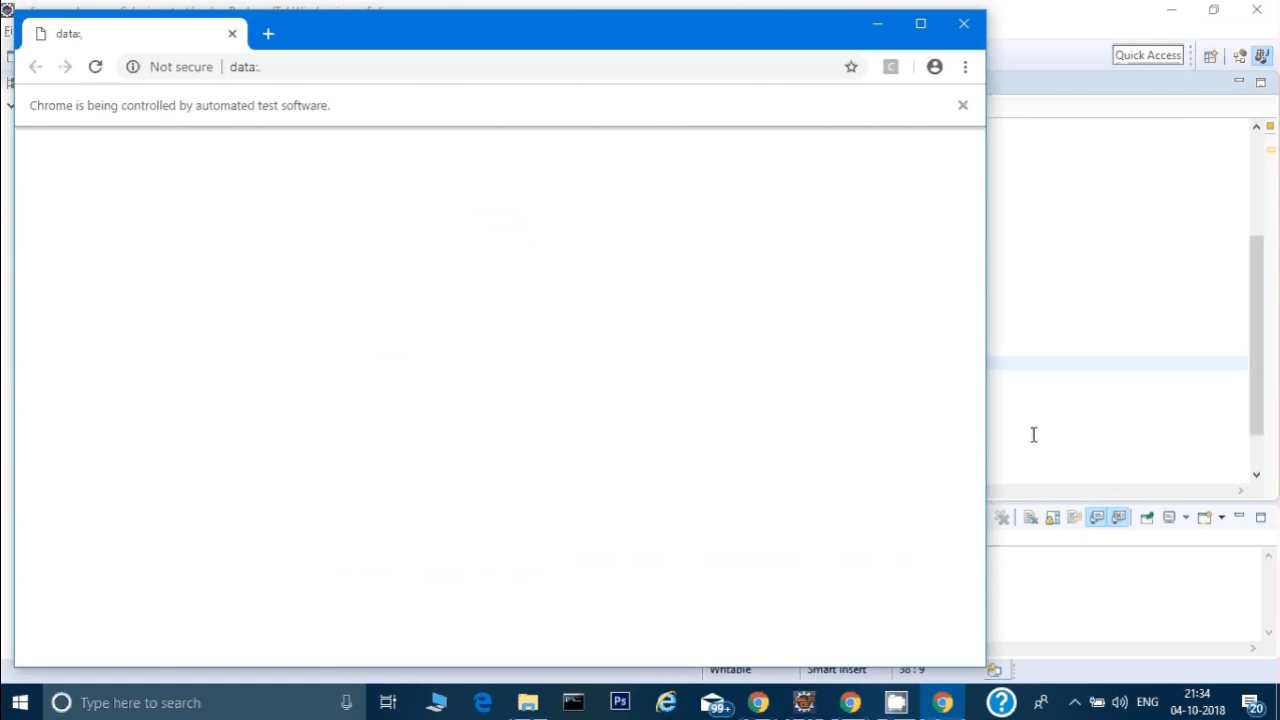 data:,
Quick Access
Not secure
data:,
Chrome is being controlled by automated test software.
Writable
Smart Insert
38 : 9
Type here to search
Ps
99+
ENG
21:34
04-10-2018
20